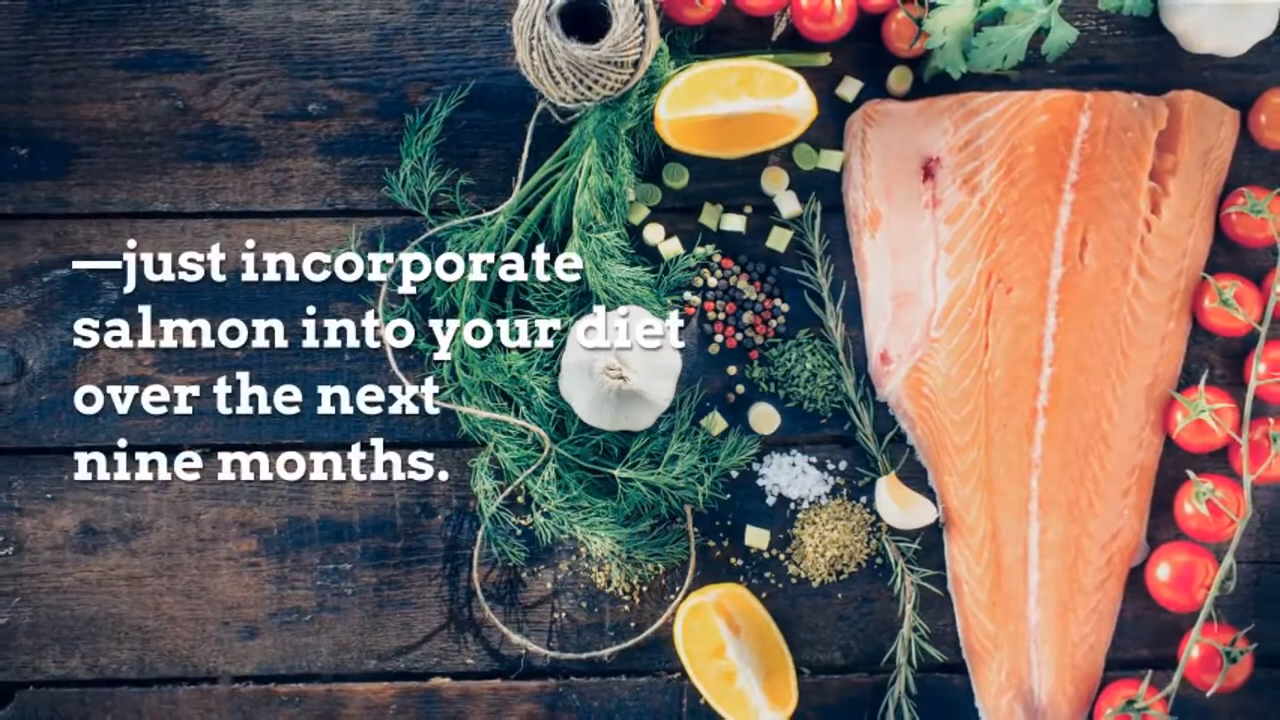 —just incorporate
salmon into your diet
over the next
nine months.